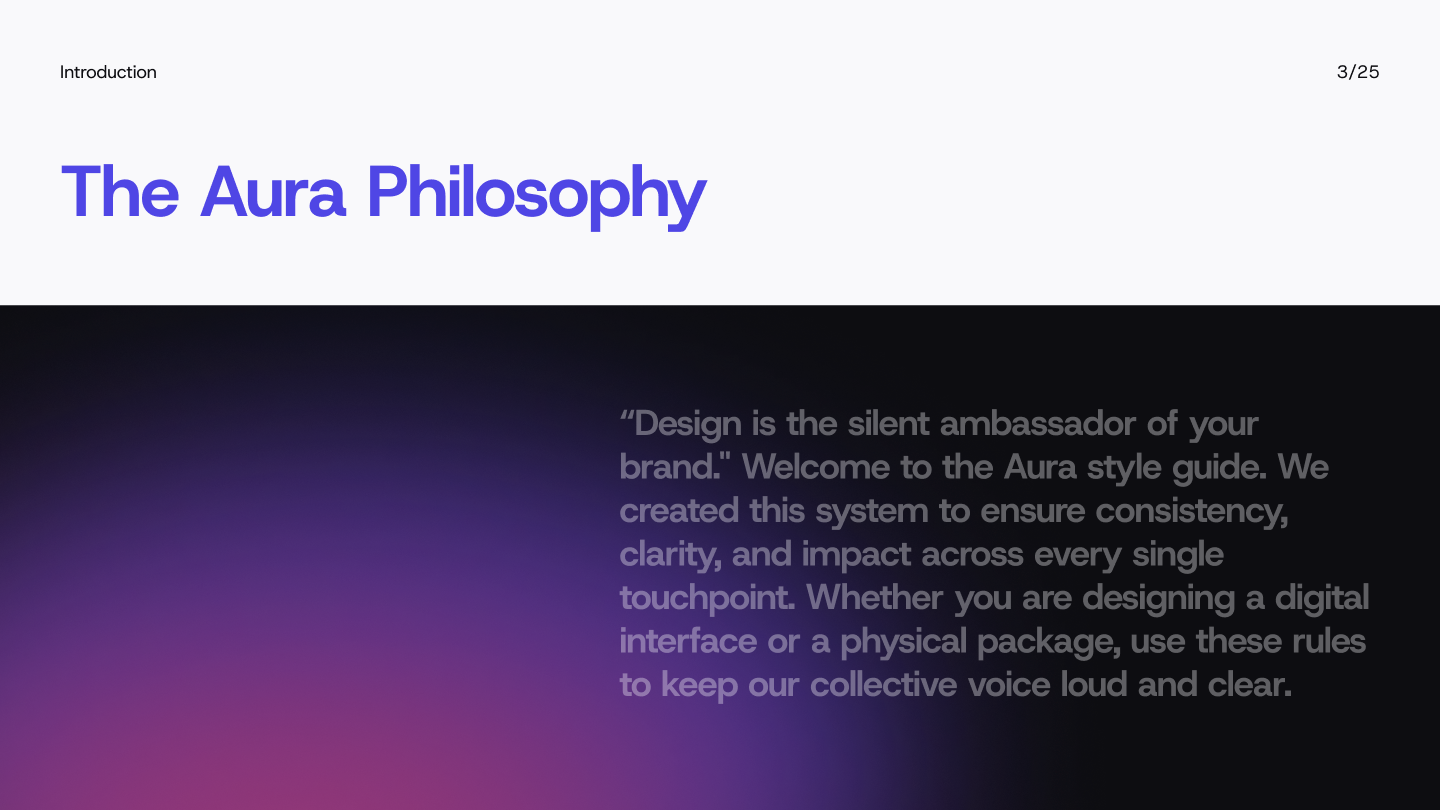 Introduction
3/25
The Aura Philosophy
“Design is the silent ambassador of your
brand." Welcome to the Aura style guide. We
created this system to ensure consistency,
clarity, and impact across every single
touchpoint. Whether you are designing a digital
interface or a physical package, use these rules
to keep our collective voice loud and clear.